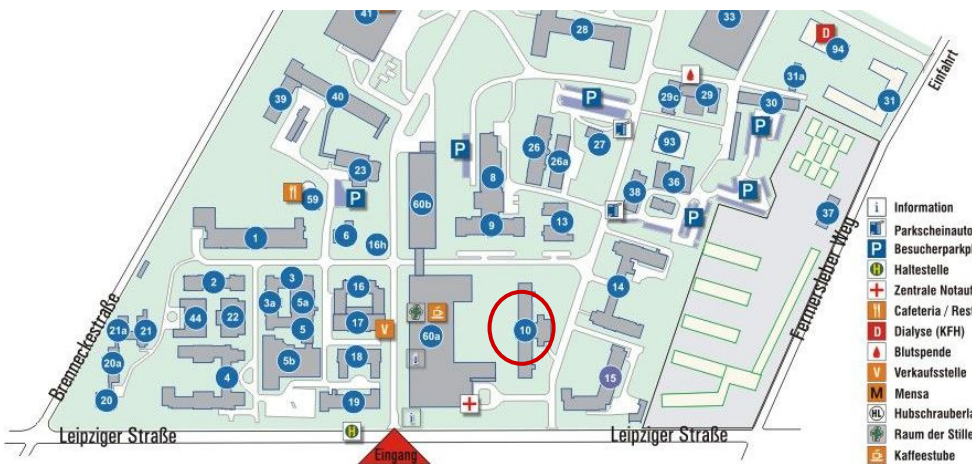 41
28
33
D
94
31a
Einfahrt
39
40
P
29c
29
30
31
P
93
27
26
26a
8
P
23
59
P
60b
36
38
P
P
37
1
6
16h
9
13
14
2
3
16
3a
5a
44
22
17
V
5
60a
10
21a
21
20a
5b
18
15
4
20
19
i
i
H
Brenneckestraße
Leipziger Straße
Eingang
Leipziger Straße
Fermersleber Weg
i Information
Parkscheinauto
P Besucherparkpl
H Haltestelle
Zentrale Notauf
Cafeteria / Rest
D Dialyse (KFH)
Blutspende
V Verkaufsstelle
M Mensa
HL Hubschrauberla
Raum der Stille
Kaffeestube